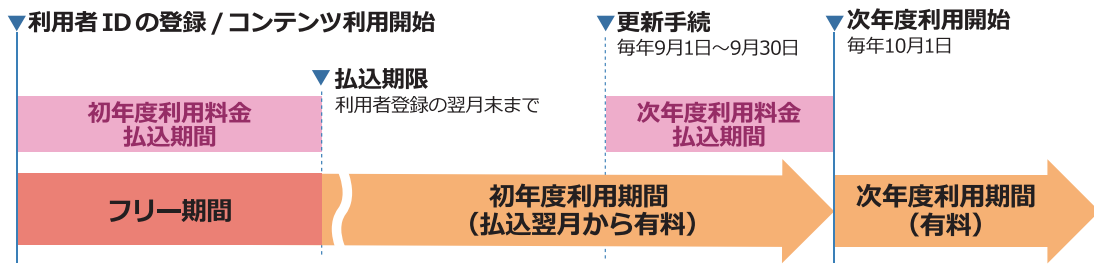 利用者IDの登録 / コンテンツ利用開始
更新手続
毎年9月1日～9月30日
次年度利用開始
毎年10月1日
払込期限
利用者登録の翌月末まで
初年度利用料金
払込期間
次年度利用料金
払込期間
フリー期間
初年度利用期間
（払込翌月から有料）
次年度利用期間
（有料）